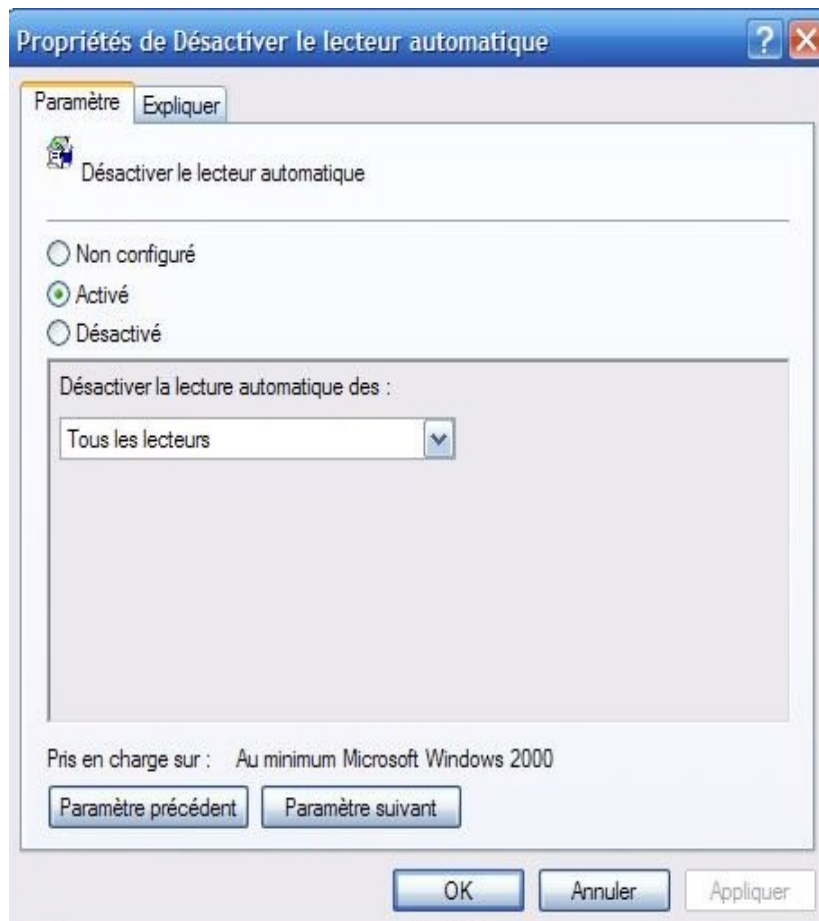 Propriétés de Désactiver le lecteur automatique
Paramètre Expliquer
Désactiver le lecteur automatique
Non configuré
Activé
Désactivé
Désactiver la lecture automatique des :
Tous les lecteurs
Pris en charge sur : Au minimum Microsoft Windows 2000
Paramètre précédent Paramètre suivant
OK Annuler Appliquer